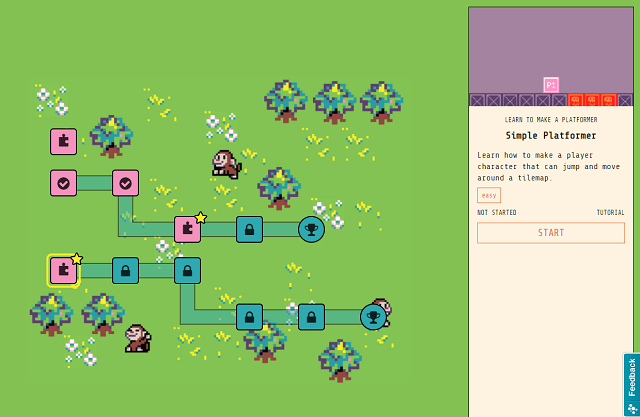 P1
LEARN TO MAKE A PLATFORMER
Simple Platformer
Learn how to make a player
character that can jump and move
around a tilemap.
easy
NOT STARTED TUTORIAL
START
Feedback